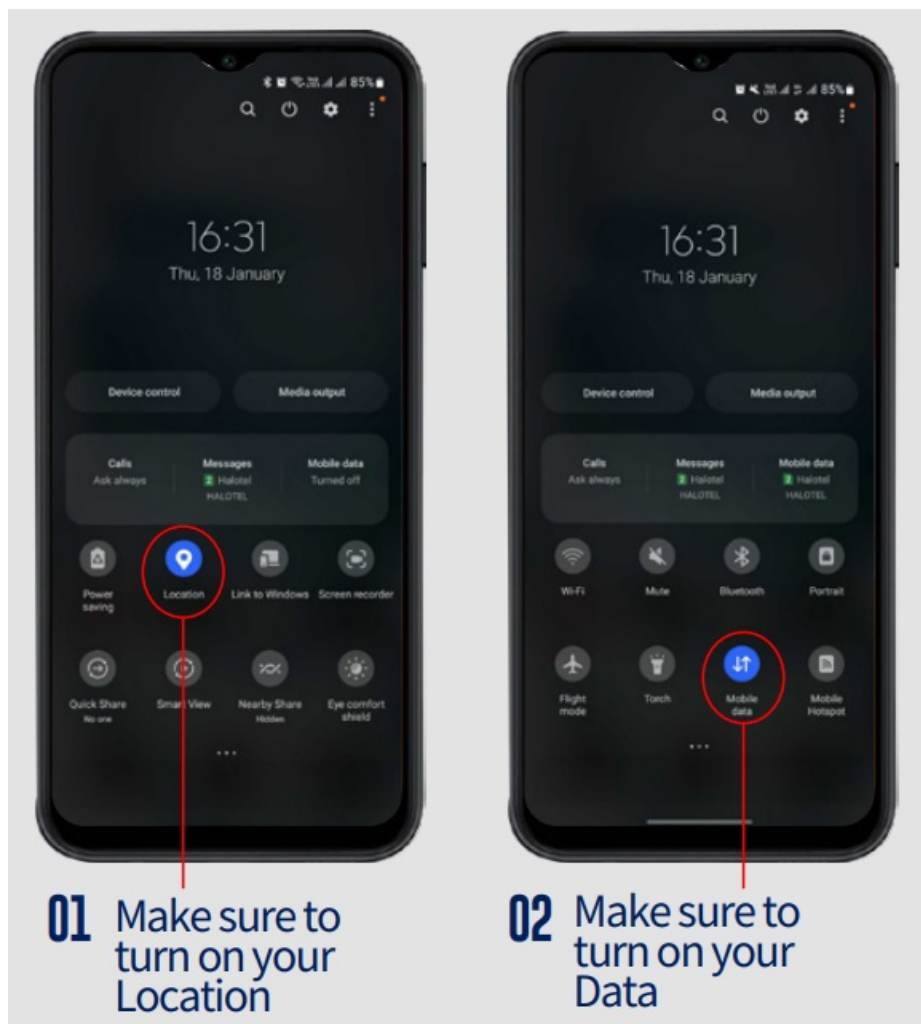 85%
16:31
Thu, 18 January
Device control
Media output
Calls
Ask always
Messages
2 Halotel
HALOTEL
Mobile data
Turned off
Power
saving
Location
Link to Windows
Screen recorder
Quick Share
No one
Smart View
Nearby Share
Hidden
Eye comfort
shield
01 Make sure to
turn on your
Location
85%
16:31
Thu, 18 January
Device control
Media output
Calls
Ask always
Messages
2 Halotel
HALOTEL
Mobile data
2 Halotel
HALOTEL
Wi-Fi
Mute
Bluetooth
Portrait
Flight
mode
Torch
Mobile
data
Mobile
Hotspot
02 Make sure to
turn on your
Data